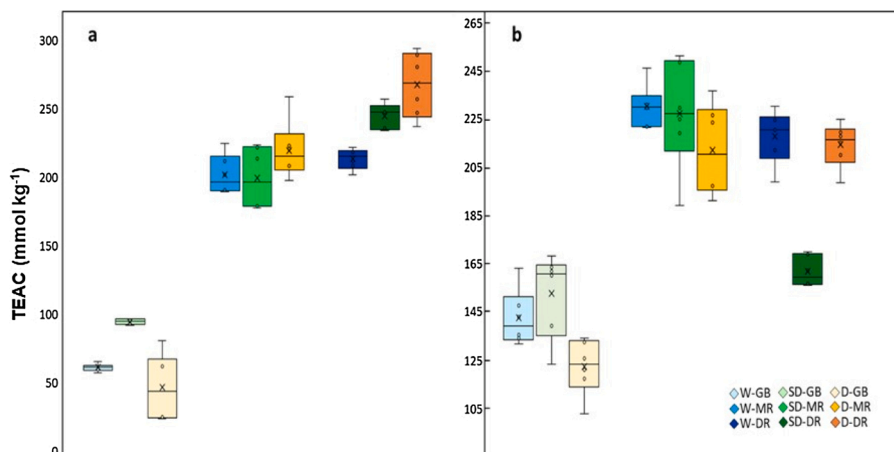 a
b
TEAC (mmol kg-1)
300
250
200
150
100
50
0
265
245
225
205
185
165
145
125
105
W-GB SD-GB D-GB
W-MR SD-MR D-MR
W-DR SD-DR D-DR